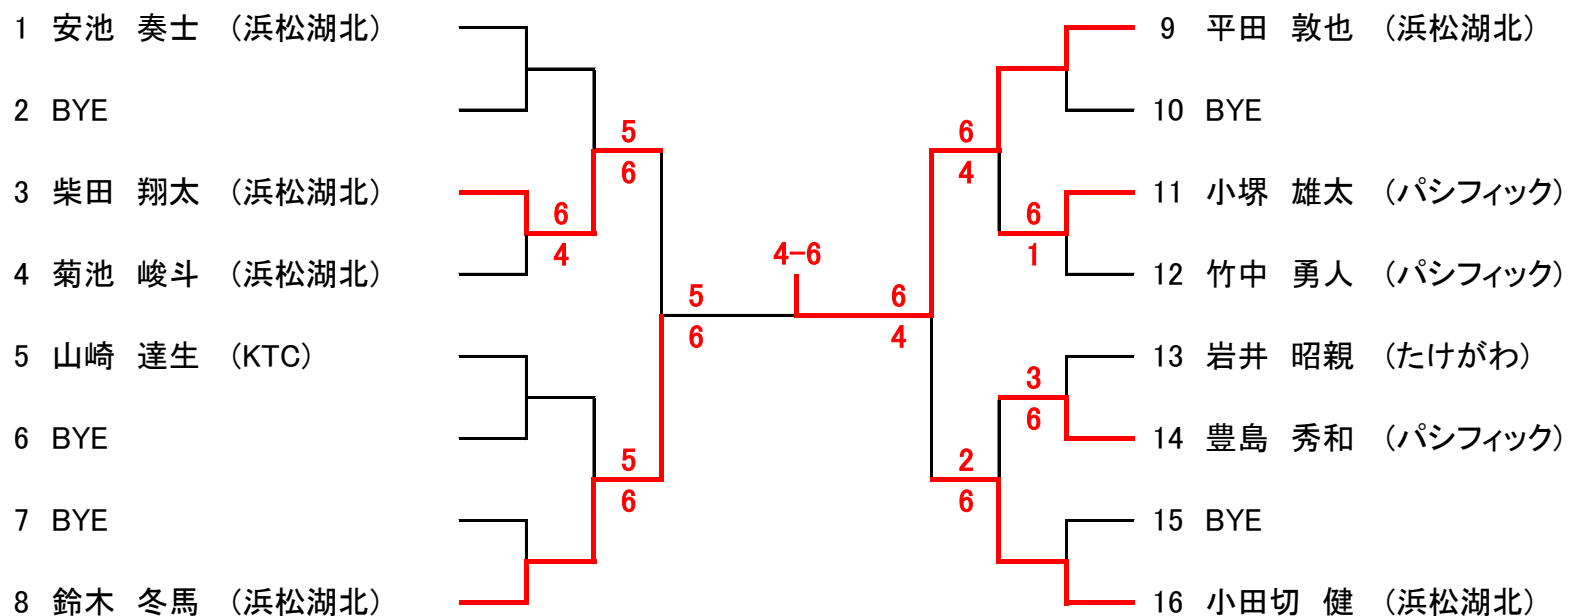 1 安池 奏士 (浜松湖北)
2 BYE
3 柴田 翔太 (浜松湖北)
4 菊池 峻斗 (浜松湖北)
5 山崎 達生 (KTC)
6 BYE
7 BYE
8 鈴木 冬馬 (浜松湖北)
5
6
6
4
5
6
5
6
4-6
6
4
6
4
6
1
3
6
2
6
9 平田 敦也 (浜松湖北)
10 BYE
11 小堺 雄太 (パシフィック)
12 竹中 勇人 (パシフィック)
13 岩井 昭親 (たけがわ)
14 豊島 秀和 (パシフィック)
15 BYE
16 小田切 健 (浜松湖北)